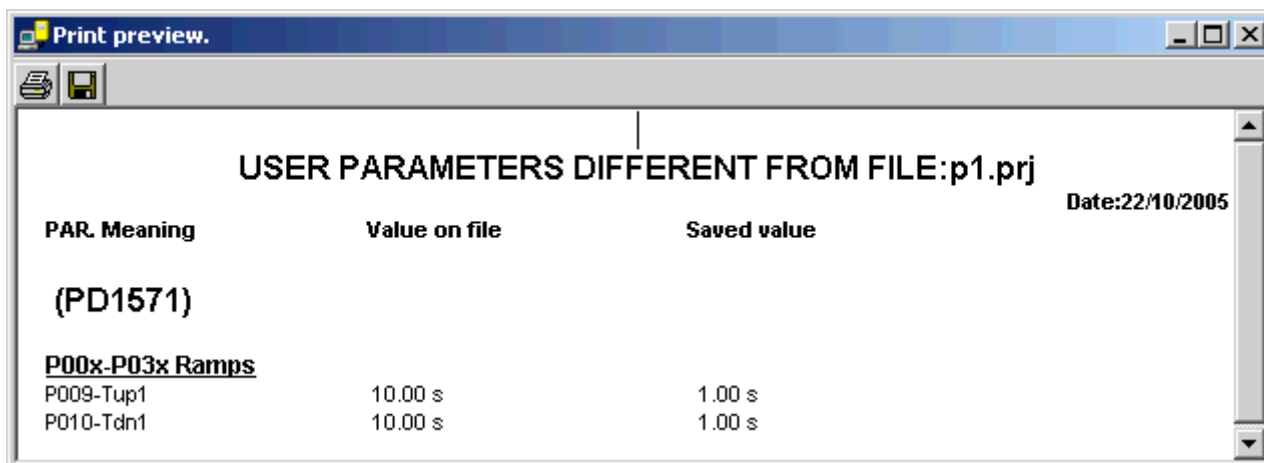 Print preview.
USER PARAMETERS DIFFERENT FROM FILE:p1.prj
Date:22/10/2005
PAR. Meaning Value on file Saved value
(PD1571)
P00x-P03x Ramps
P009-Tup1 10.00 s 1.00 s
P010-Tdn1 10.00 s 1.00 s